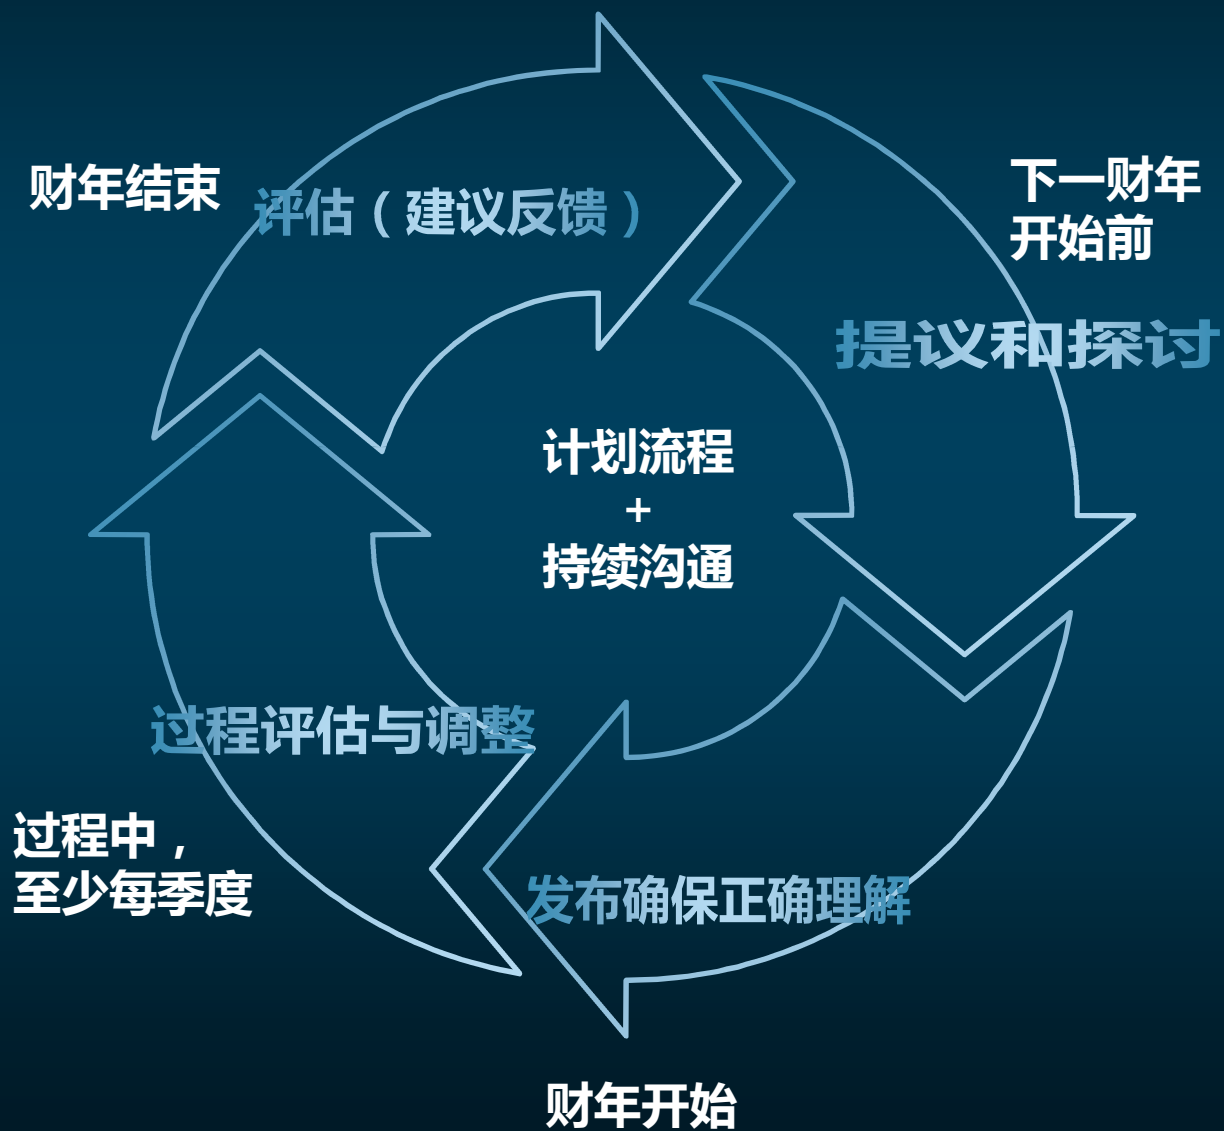 财年结束
评估（建议反馈）
下一财年
开始前
提议和探讨
计划流程
+
持续沟通
过程评估与调整
过程中，
至少每季度
发布确保正确理解
财年开始